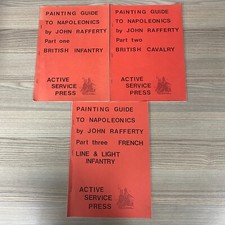 PAINTING GUIDE
TO NAPOLEONICS
by JOHN RAFFERTY
Part one
BRITISH INFANTRY
ACTIVE
SERVICE
PRESS
PAINTING GUIDE
TO NAPOLEONICS
by JOHN RAFFERTY
Part two
BRITISH CAVALRY
ACTIVE
SERVICE
PRESS
PAINTING GUIDE
TO NAPOLEONICS
by JOHN RAFFERTY
Part three FRENCH
LINE & LIGHT
INFANTRY
ACTIVE
SERVICE
PRESS